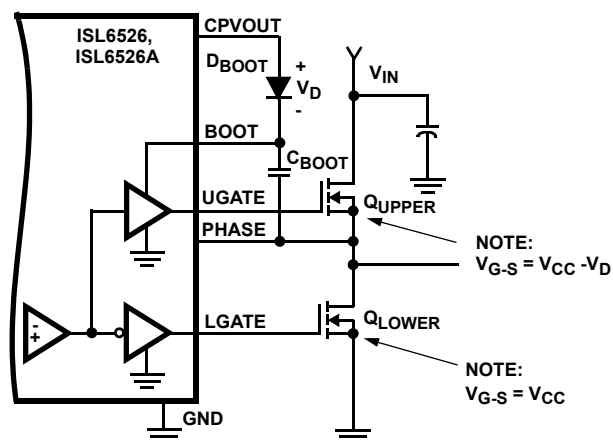 ISL6526,
ISL6526A
CPVOUT
DBOOT
+
VD
-
VIN
BOOT
CBOOT
UGATE
QUPPER
PHASE
NOTE:
VG-S = VCC -VD
-
+
LGATE
QLOWER
NOTE:
VG-S = VCC
GND